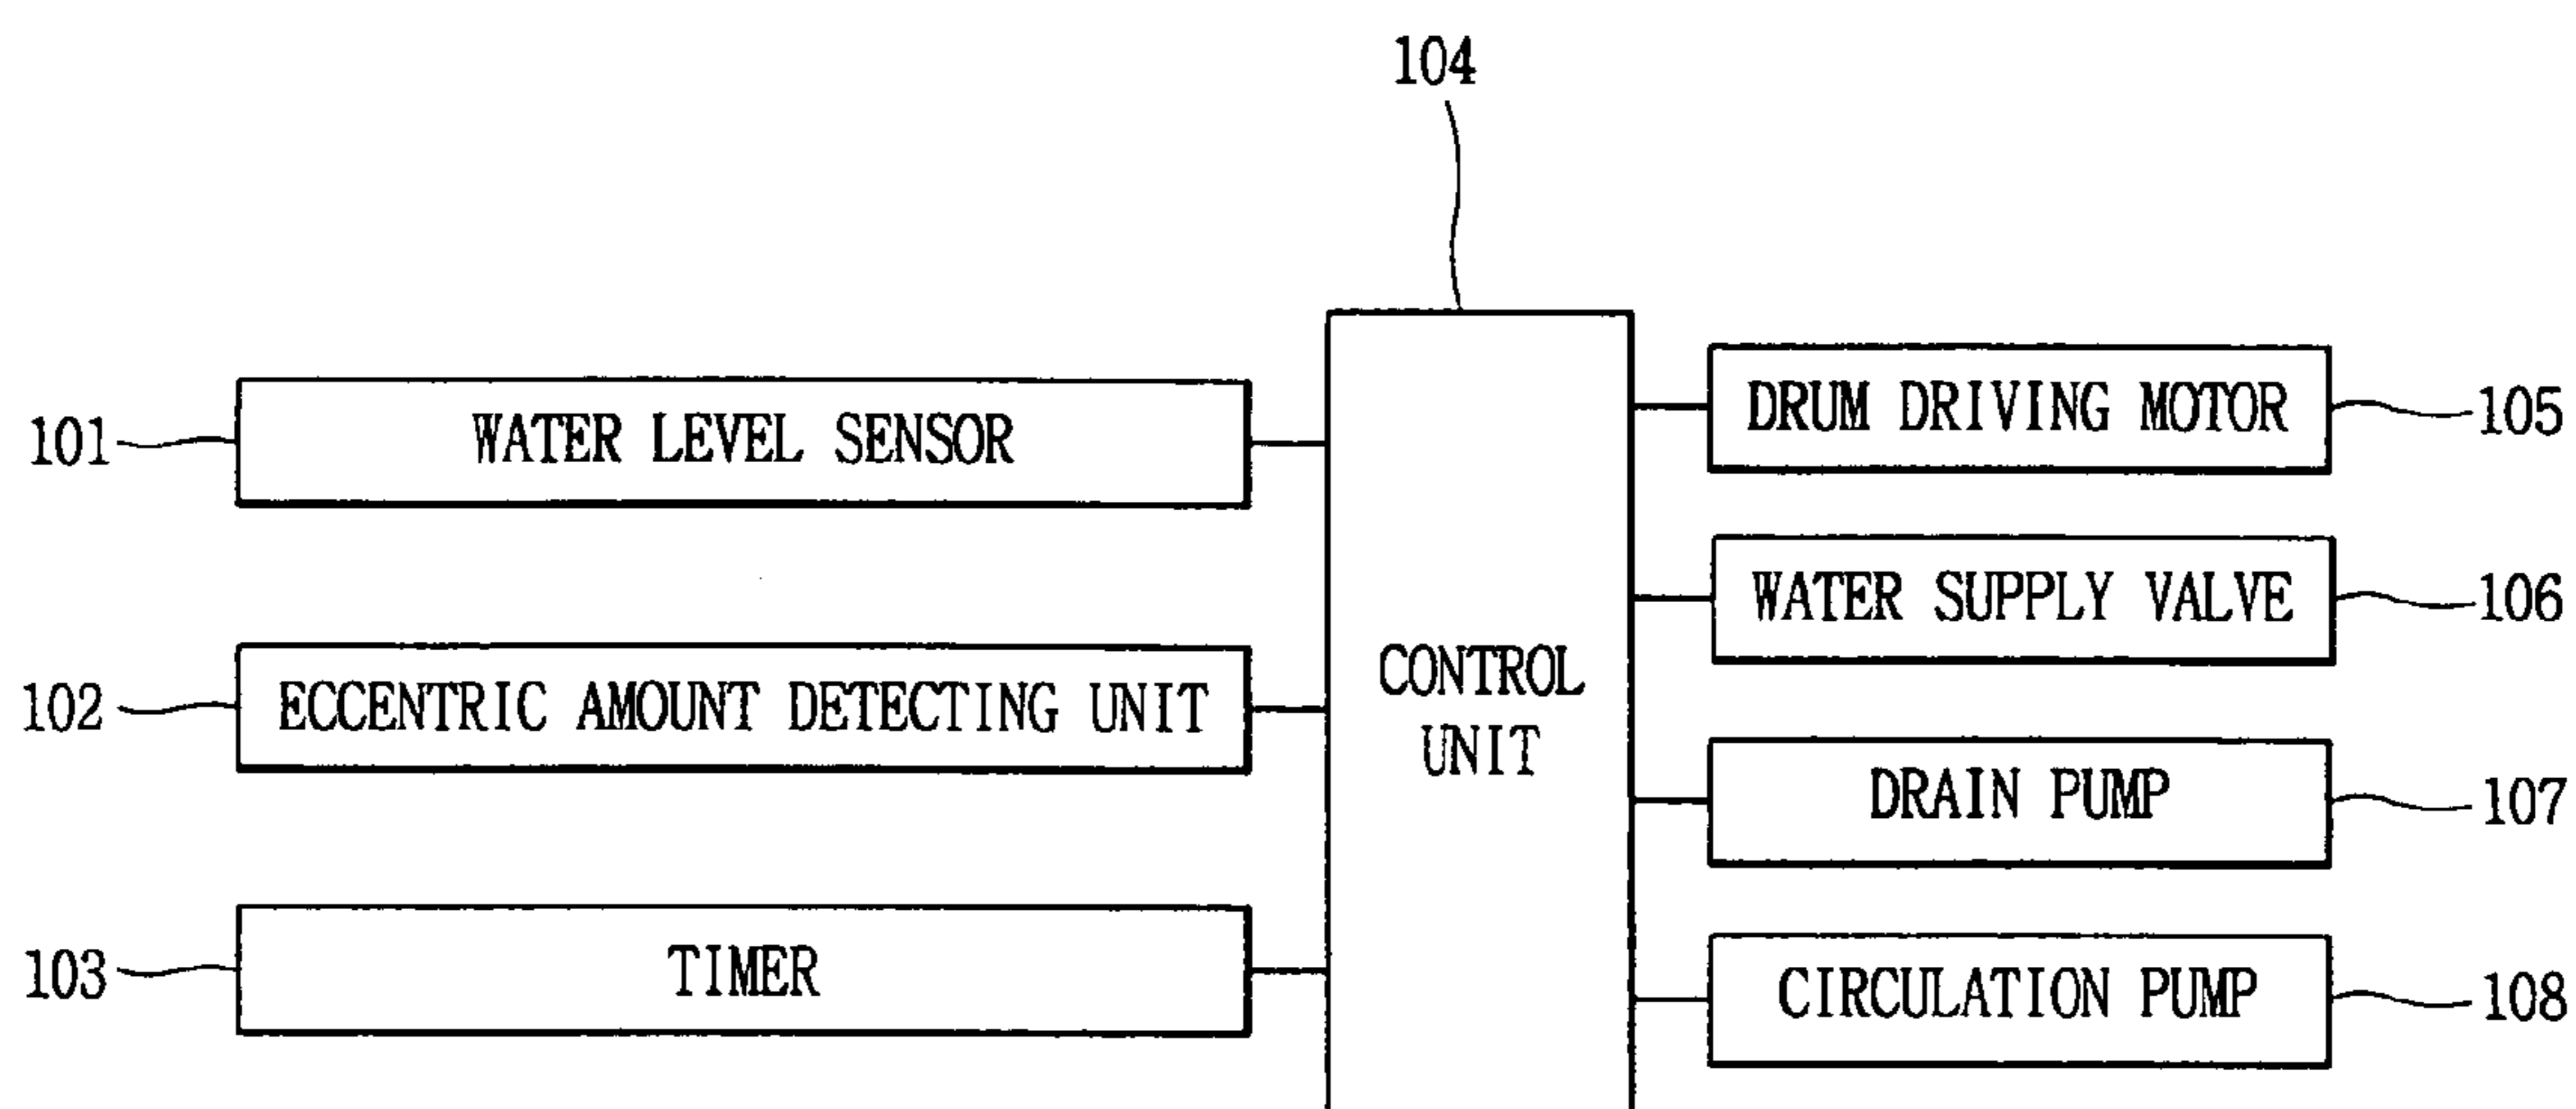 104
101
WATER LEVEL SENSOR
DRUM DRIVING MOTOR
105
WATER SUPPLY VALVE
106
102
ECCENTRIC AMOUNT DETECTING UNIT
CONTROL
UNIT
DRAIN PUMP
107
103
TIMER
CIRCULATION PUMP
108